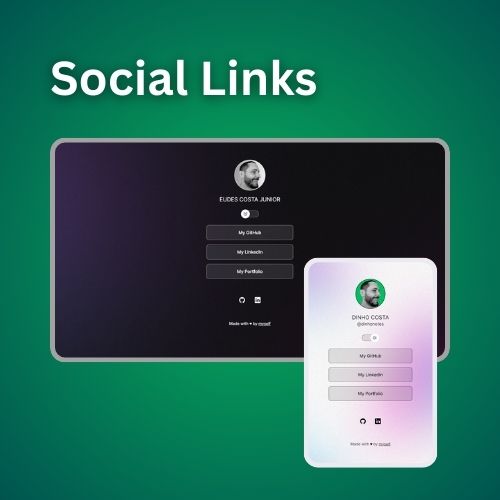 Social Links
EUDES COSTA JUNIOR
My GitHub
My LinkedIn
My Portfolio
Made with ♥ by myself
DINHO COSTA
@dinhonotes
My GitHub
My LinkedIn
My Portfolio
Made with ♥ by myself